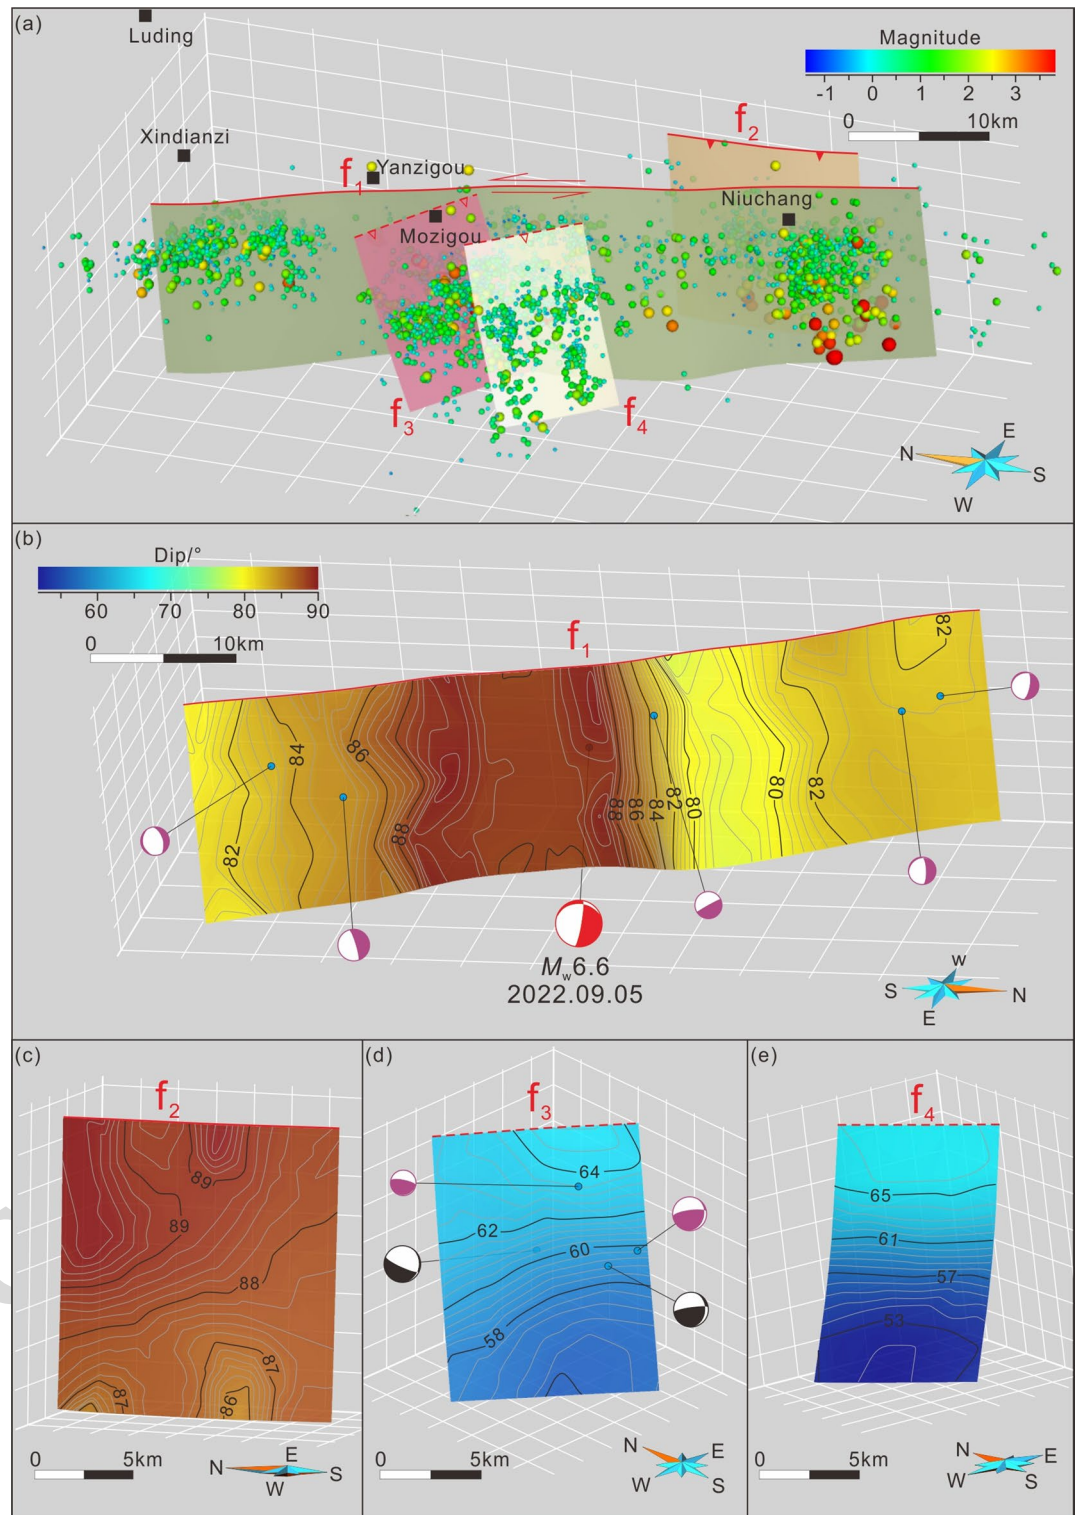 (a)
Luding
Magnitude
-1 0 1 2 3
0 10km
f2
Xindianzi
Yanzigou
f1
Niuchang
Mozigou
f3
f4
N E S W
(b)
Dip/°
60 70 80 90
0 10km
f1
82
84
86
88
82
88
86
84
82
80
80
82
Mw6.6
2022.09.05
W
S N
E
(c)
f2
89
89
88
87
87
86
0 5km
N E S W
(d)
f3
64
62
60
58
0 5km
N E W S
(e)
f4
65
61
57
53
0 5km
N E W S